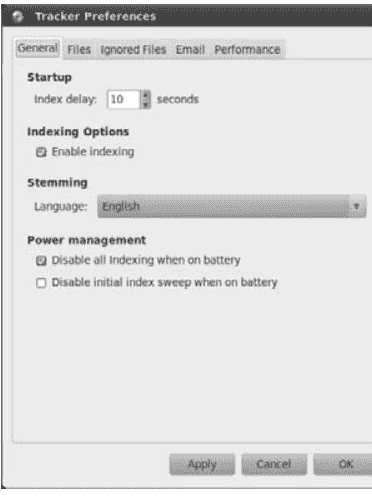 Tracker Preferences
General Files Ignored Files Email Performance
Startup
Index delay: 10 seconds
Indexing Options
Enable indexing
Stemming
Language: English
Power management
Disable all Indexing when on battery
Disable initial index sweep when on battery
Apply Cancel OK